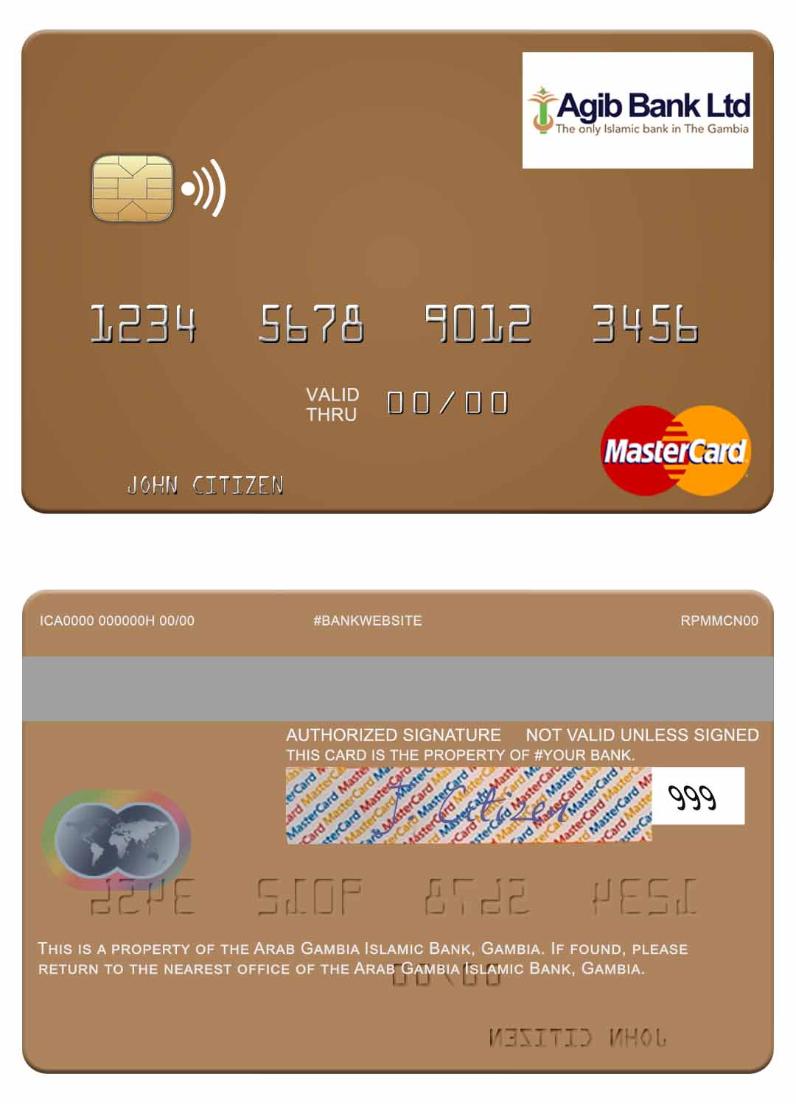 Agib Bank Ltd
The only Islamic bank in The Gambia
1234 5678 9012 3456
VALID THRU 00/00
MasterCard
JOHN CITIZEN
ICA0000 000000H 00/00 #BANKWEBSITE RPMMCN00
AUTHORIZED SIGNATURE NOT VALID UNLESS SIGNED
THIS CARD IS THE PROPERTY OF #YOUR BANK.
J. Citizen 999
THIS IS A PROPERTY OF THE ARAB GAMBIA ISLAMIC BANK, GAMBIA. IF FOUND, PLEASE
RETURN TO THE NEAREST OFFICE OF THE ARAB GAMBIA ISLAMIC BANK, GAMBIA.